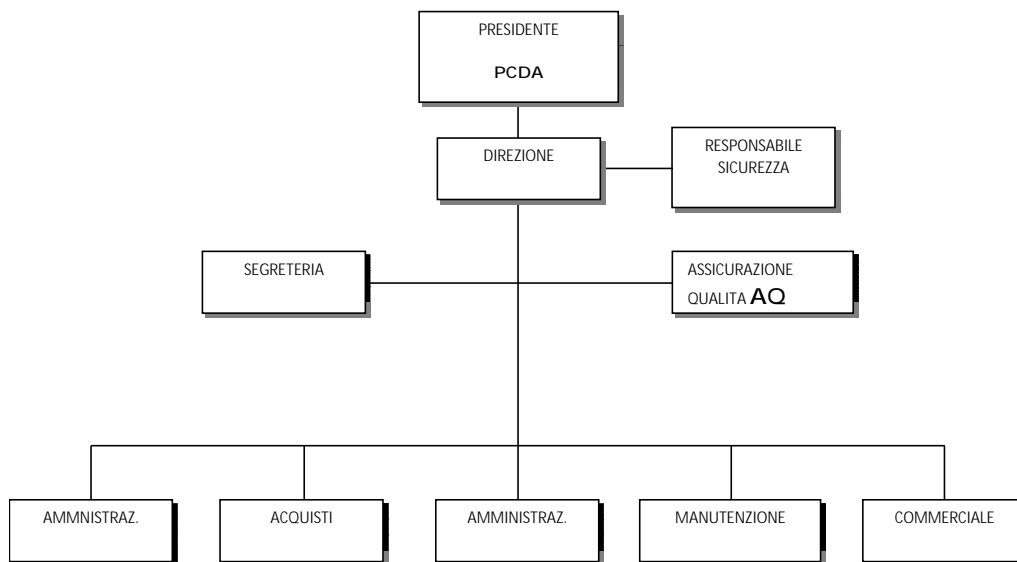 PRESIDENTE
PCDA
DIREZIONE
RESPONSABILE
SICUREZZA
SEGRETERIA
ASSICURAZIONE
QUALITA AQ
AMMNISTRAZ.
ACQUISTI
AMMINISTRAZ.
MANUTENZIONE
COMMERCIALE